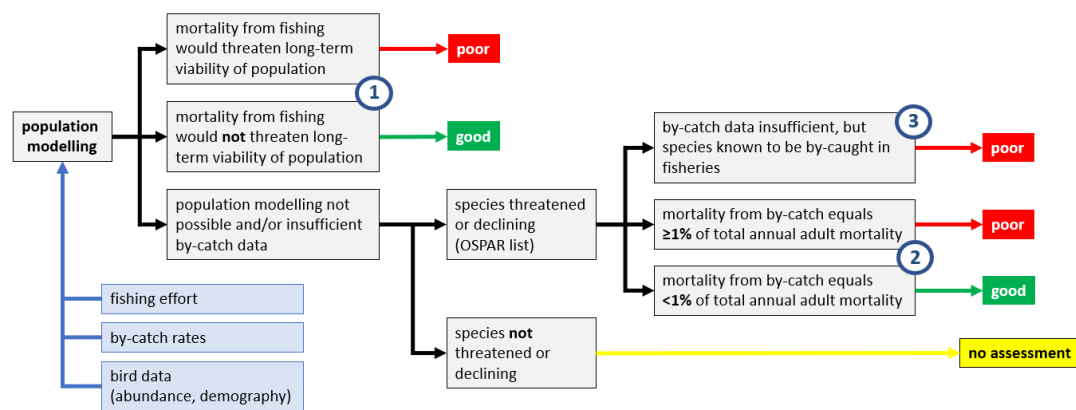 mortality from fishing
would threaten long-term
viability of population
poor
1
population
modelling
mortality from fishing
would not threaten long-
term viability of population
good
population modelling not
possible and/or insufficient
by-catch data
species threatened
or declining
(OSPAR list)
3
by-catch data insufficient, but
species known to be by-caught in
fisheries
poor
mortality from by-catch equals
≥1% of total annual adult mortality
poor
2
mortality from by-catch equals
<1% of total annual adult mortality
good
species not
threatened or
declining
no assessment
fishing effort
by-catch rates
bird data
(abundance, demography)